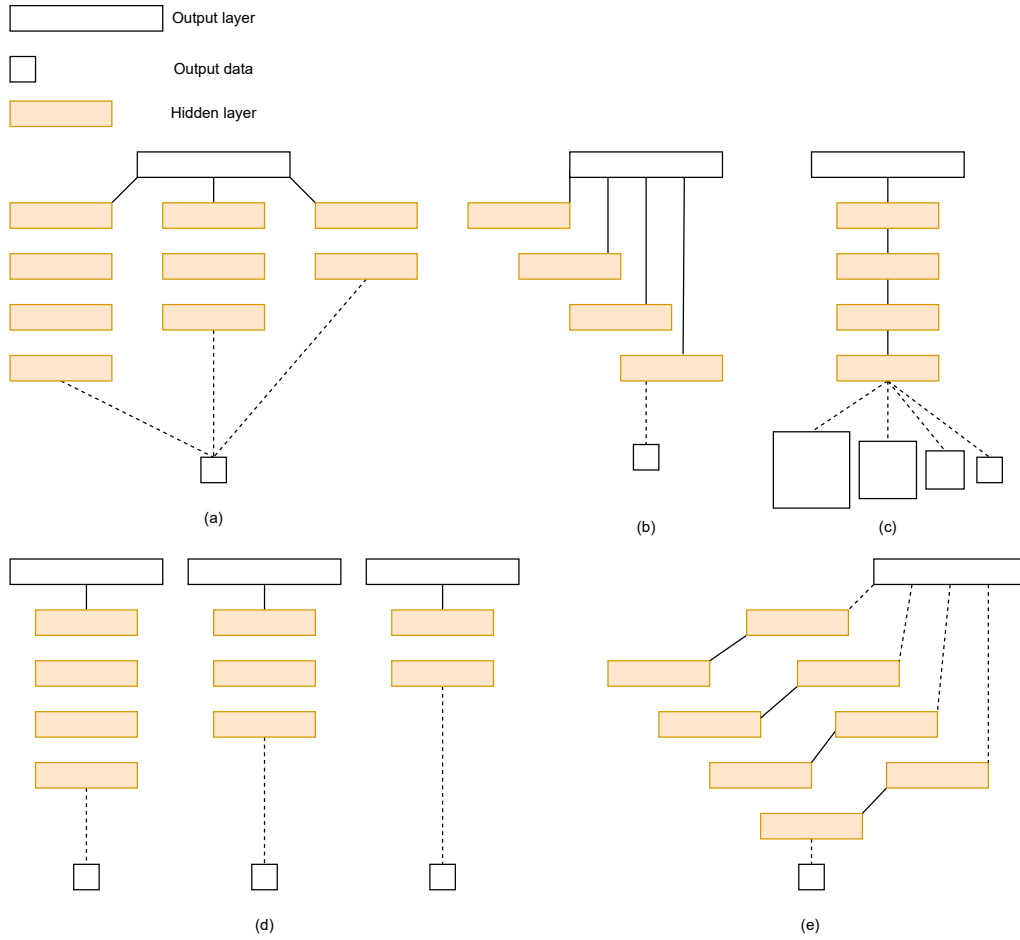 Output layer
Output data
Hidden layer
(a)
(b)
(c)
(d)
(e)